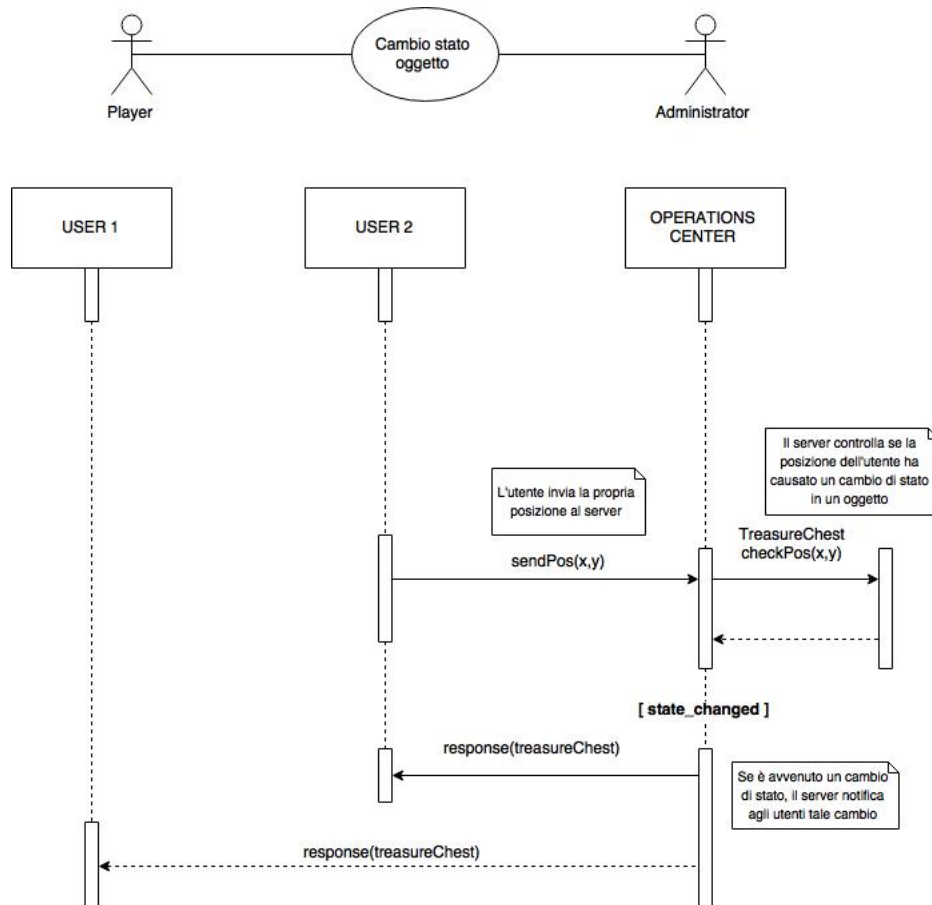 Cambio stato
oggetto
Player
Administrator
USER 1
USER 2
OPERATIONS
CENTER
Il server controlla se la
posizione dell'utente ha
causato un cambio di stato
in un oggetto
L'utente invia la propria
posizione al server
TreasureChest
checkPos(x,y)
sendPos(x,y)
[ state_changed ]
response(treasureChest)
Se è avvenuto un cambio
di stato, il server notifica
agli utenti tale cambio
response(treasureChest)